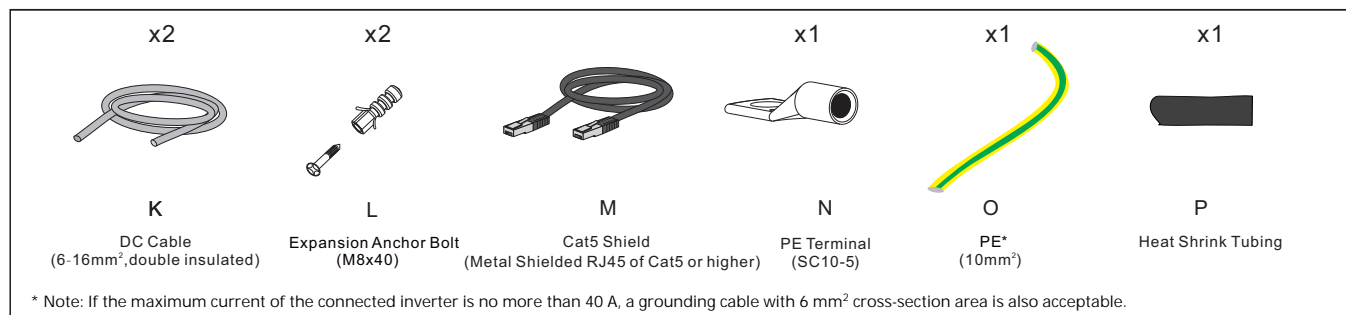 x2 x2 x1 x1 x1
K L M N O P
DC Cable Expansion Anchor Bolt Cat5 Shield PE Terminal PE* Heat Shrink Tubing
(6-16mm²,double insulated) (M8x40) (Metal Shielded RJ45 of Cat5 or higher) (SC10-5) (10mm²)
* Note: If the maximum current of the connected inverter is no more than 40 A, a grounding cable with 6 mm² cross-section area is also acceptable.